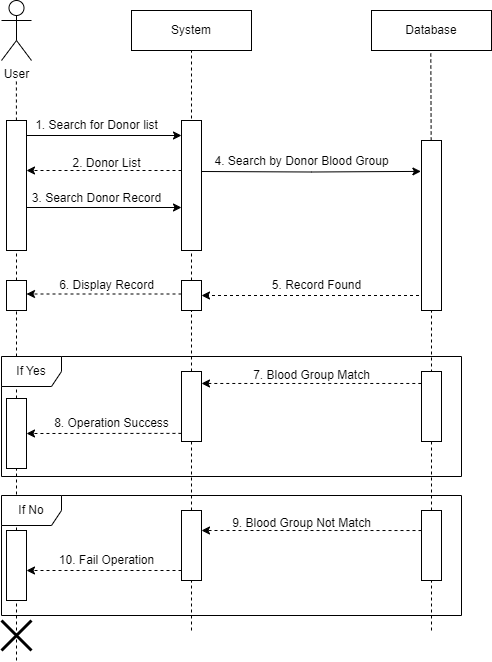 System
Database
User
1. Search for Donor list
2. Donor List
4. Search by Donor Blood Group
3. Search Donor Record
6. Display Record
5. Record Found
If Yes
7. Blood Group Match
8. Operation Success
If No
9. Blood Group Not Match
10. Fail Operation